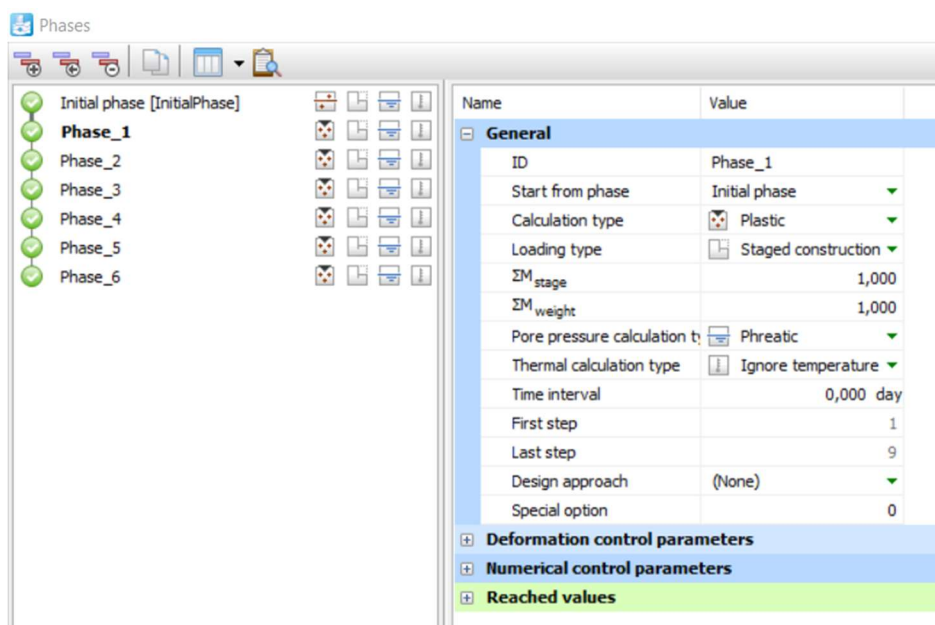 Phases
Initial phase [InitialPhase]
Phase_1
Phase_2
Phase_3
Phase_4
Phase_5
Phase_6
Name Value
General
ID Phase_1
Start from phase Initial phase
Calculation type Plastic
Loading type Staged construction
ΣMstage 1,000
ΣMweight 1,000
Pore pressure calculation ty Phreatic
Thermal calculation type Ignore temperature
Time interval 0,000 day
First step 1
Last step 9
Design approach (None)
Special option 0
Deformation control parameters
Numerical control parameters
Reached values